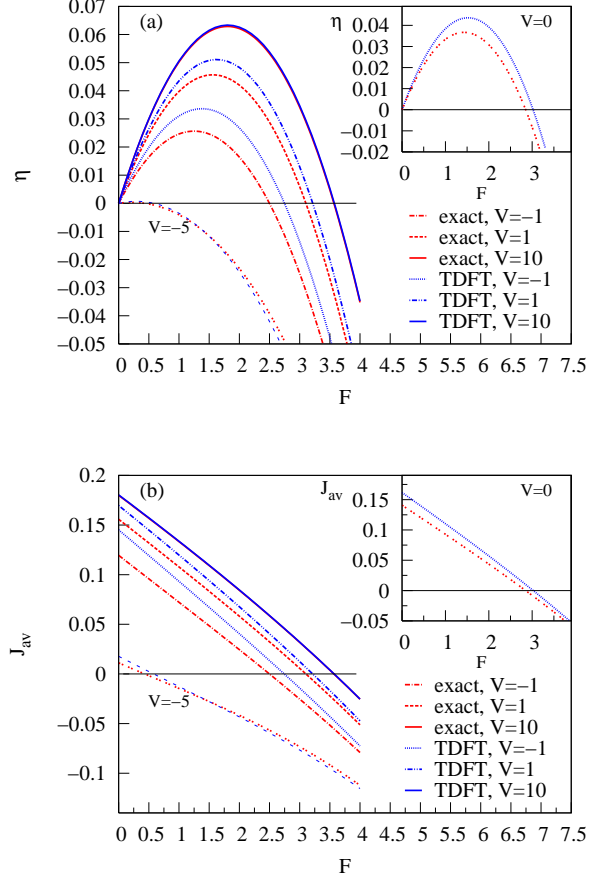 0.07
0.06
0.05
0.04
0.03
0.02
0.01
0
−0.01
−0.02
−0.03
−0.04
−0.05
η
(a)
V=−5
0 0.5 1 1.5 2 2.5 3 3.5 4 4.5 5 5.5 6 6.5 7 7.5
F
η
V=0
0.04
0.03
0.02
0.01
0
−0.01
−0.02
0 1 2 3
F
exact, V=−1
exact, V=1
exact, V=10
TDFT, V=−1
TDFT, V=1
TDFT, V=10
0.2
0.15
0.1
0.05
0
−0.05
−0.1
J_av
(b)
V=−5
0 0.5 1 1.5 2 2.5 3 3.5 4 4.5 5 5.5 6 6.5 7 7.5
F
J_av
V=0
0.15
0.10
0.05
0
−0.05
0 1 2 3
F
exact, V=−1
exact, V=1
exact, V=10
TDFT, V=−1
TDFT, V=1
TDFT, V=10